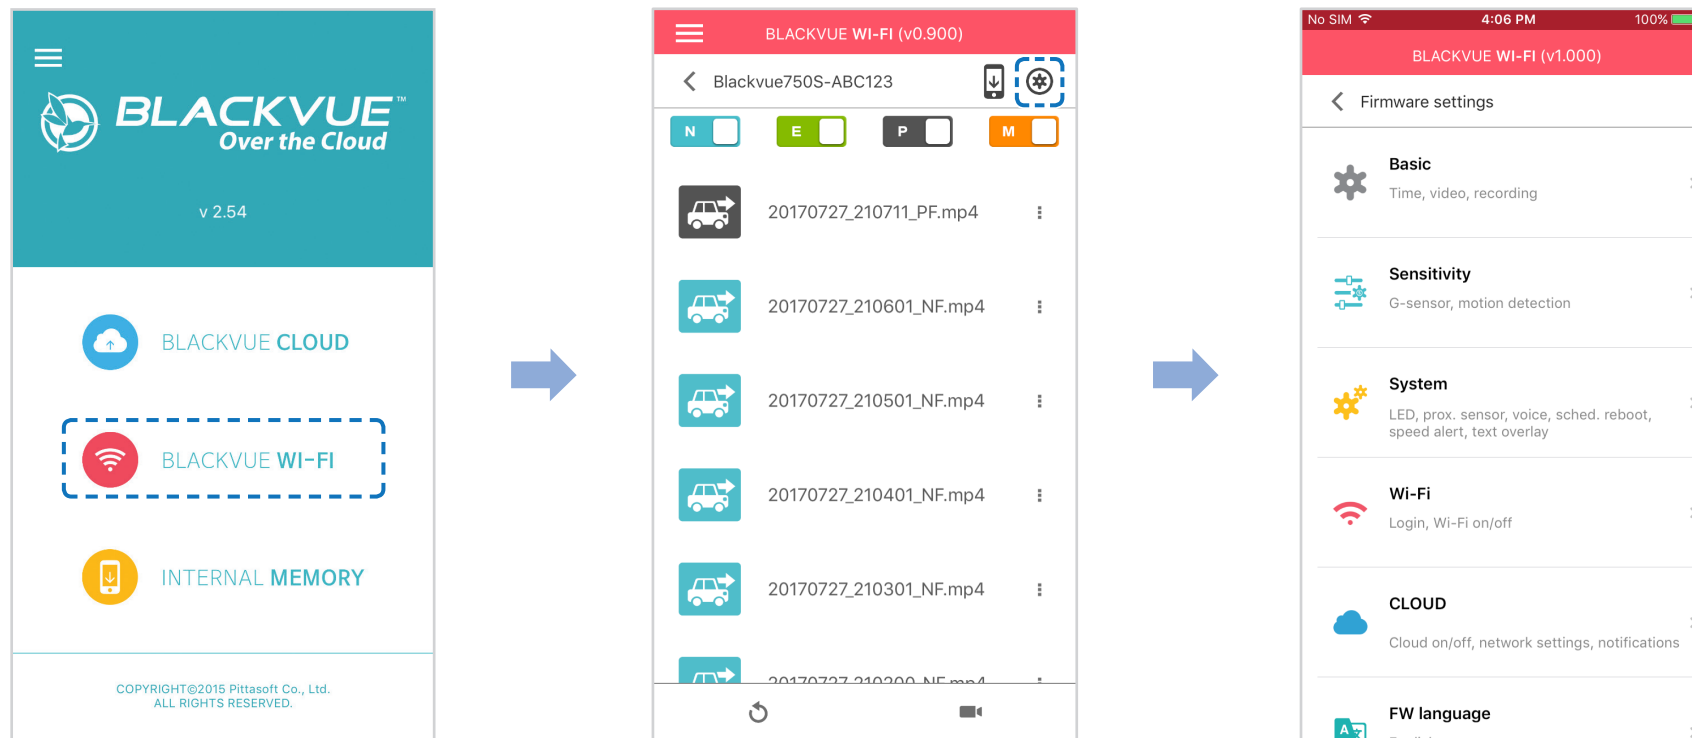 BLACKVUE™
Over the Cloud
v 2.54
BLACKVUE CLOUD
BLACKVUE WI-FI
INTERNAL MEMORY
COPYRIGHT©2015 Pittasoft Co., Ltd.
ALL RIGHTS RESERVED.
BLACKVUE WI-FI (v0.900)
Blackvue750S-ABC123
N E P M
20170727_210711_PF.mp4
20170727_210601_NF.mp4
20170727_210501_NF.mp4
20170727_210401_NF.mp4
20170727_210301_NF.mp4
20170727_210200_NF.mp4
No SIM 4:06 PM 100%
BLACKVUE WI-FI (v1.000)
Firmware settings
Basic
Time, video, recording
Sensitivity
G-sensor, motion detection
System
LED, prox. sensor, voice, sched. reboot,
speed alert, text overlay
Wi-Fi
Login, Wi-Fi on/off
CLOUD
Cloud on/off, network settings, notifications
FW language